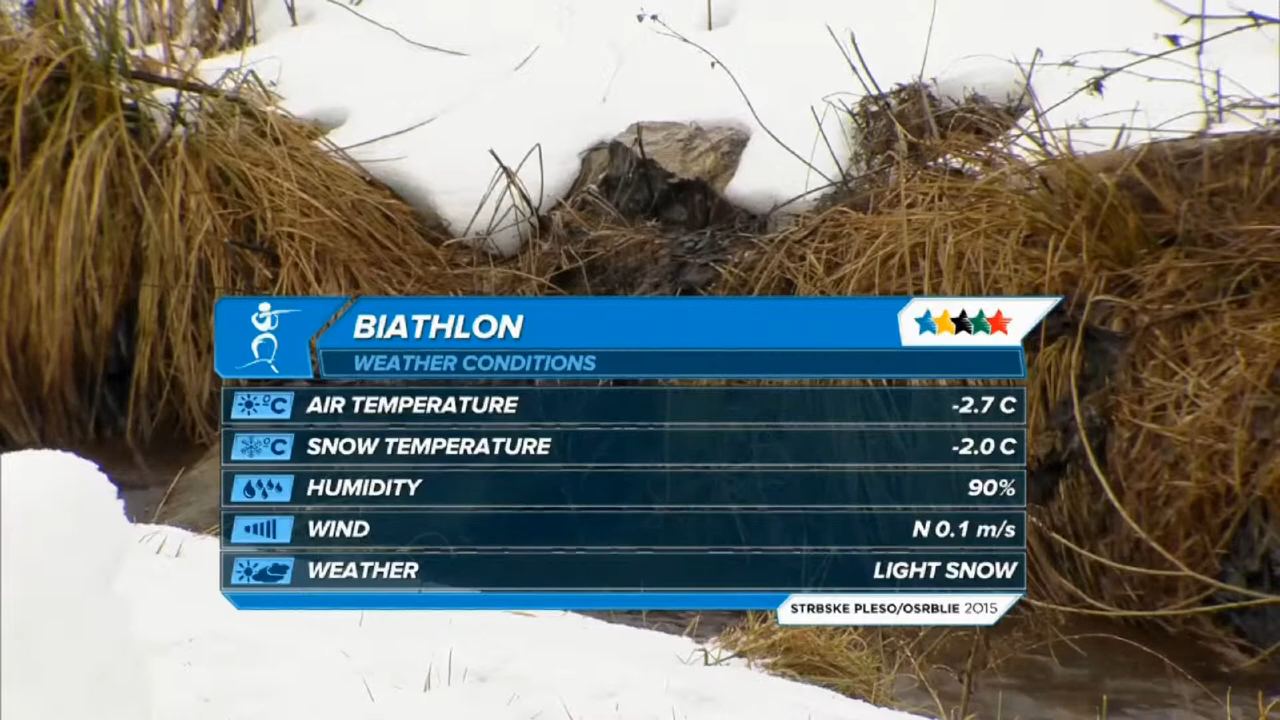 BIATHLON
WEATHER CONDITIONS
°C AIR TEMPERATURE -2.7 C
°C SNOW TEMPERATURE -2.0 C
HUMIDITY 90%
WIND N 0.1 m/s
WEATHER LIGHT SNOW
STRBSKE PLESO/OSRBLIE 2015